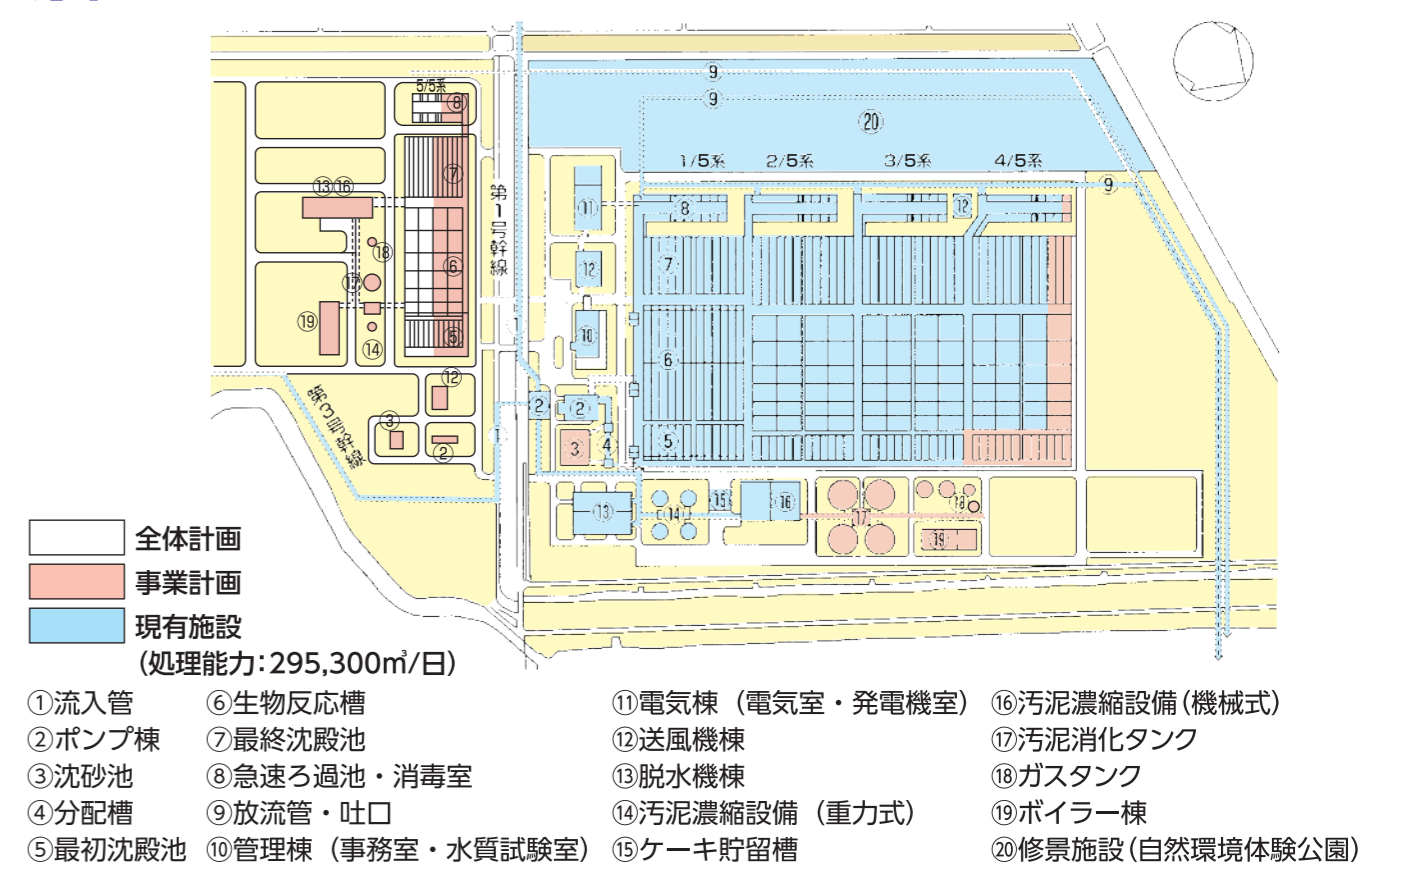 ⑨
⑨
5/5系
⑧
⑳
1/5系 2/5系 3/5系 4/5系
⑦
⑨
⑬⑯
⑪
⑧
⑫
第1号幹線
⑱
⑥
⑫
⑦
⑰
⑲
①
⑩
⑤
⑭
⑥
⑫
第3号幹線
③
②
②
①
②
③
④
⑤
⑬
⑭
⑮
⑯
⑰
⑱
⑲
全体計画
事業計画
現有施設
(処理能力:295,300㎥/日)
①流入管 ⑥生物反応槽 ⑪電気棟（電気室・発電機室） ⑯汚泥濃縮設備(機械式)
②ポンプ棟 ⑦最終沈殿池 ⑫送風機棟 ⑰汚泥消化タンク
③沈砂池 ⑧急速ろ過池・消毒室 ⑬脱水機棟 ⑱ガスタンク
④分配槽 ⑨放流管・吐口 ⑭汚泥濃縮設備（重力式） ⑲ボイラー棟
⑤最初沈殿池 ⑩管理棟（事務室・水質試験室） ⑮ケーキ貯留槽 ⑳修景施設(自然環境体験公園)